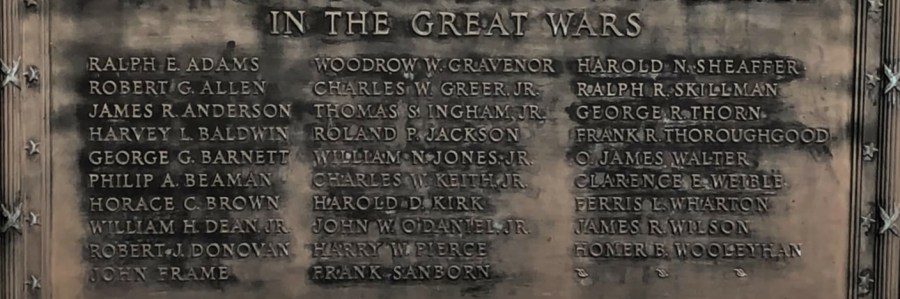 IN THE GREAT WARS
RALPH E. ADAMS
ROBERT G. ALLEN
JAMES R. ANDERSON
HARVEY L. BALDWIN
GEORGE G. BARNETT
PHILIP A. BEAMAN
HORACE C. BROWN
WILLIAM H. DEAN, JR.
ROBERT J. DONOVAN
JOHN FRAME
WOODROW W. GRAVENOR
CHARLES W. GREER, JR.
THOMAS S. INGHAM, JR.
ROLAND P. JACKSON
WILLIAM N. JONES, JR.
CHARLES W. KEITH, JR.
HAROLD D. KIRK
JOHN W. O'DANIEL, JR.
HARRY W. PIERCE
FRANK SANBORN
HAROLD N. SHEAFFER
RALPH R. SKILLMAN
GEORGE R. THORN
FRANK R. THOROUGHGOOD
O. JAMES WALTER
CLARENCE E. WEIBLE
FERRIS L. WHARTON
JAMES R. WILSON
HOMER B. WOOLEYHAN